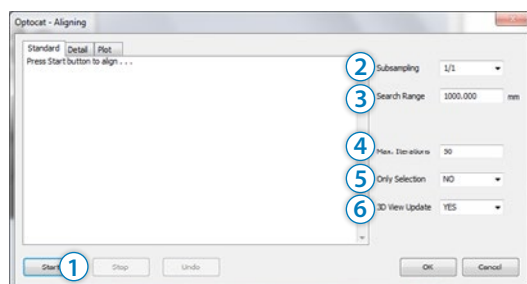 Optocat - Aligning
Standard Detail Plot
Press Start button to align . . .
2 Subsampling 1/1
3 Search Range 1000.000 mm
4 Max. Iterations 30
5 Only Selection NO
6 3D View Update YES
Start 1 Stop Undo OK Cancel